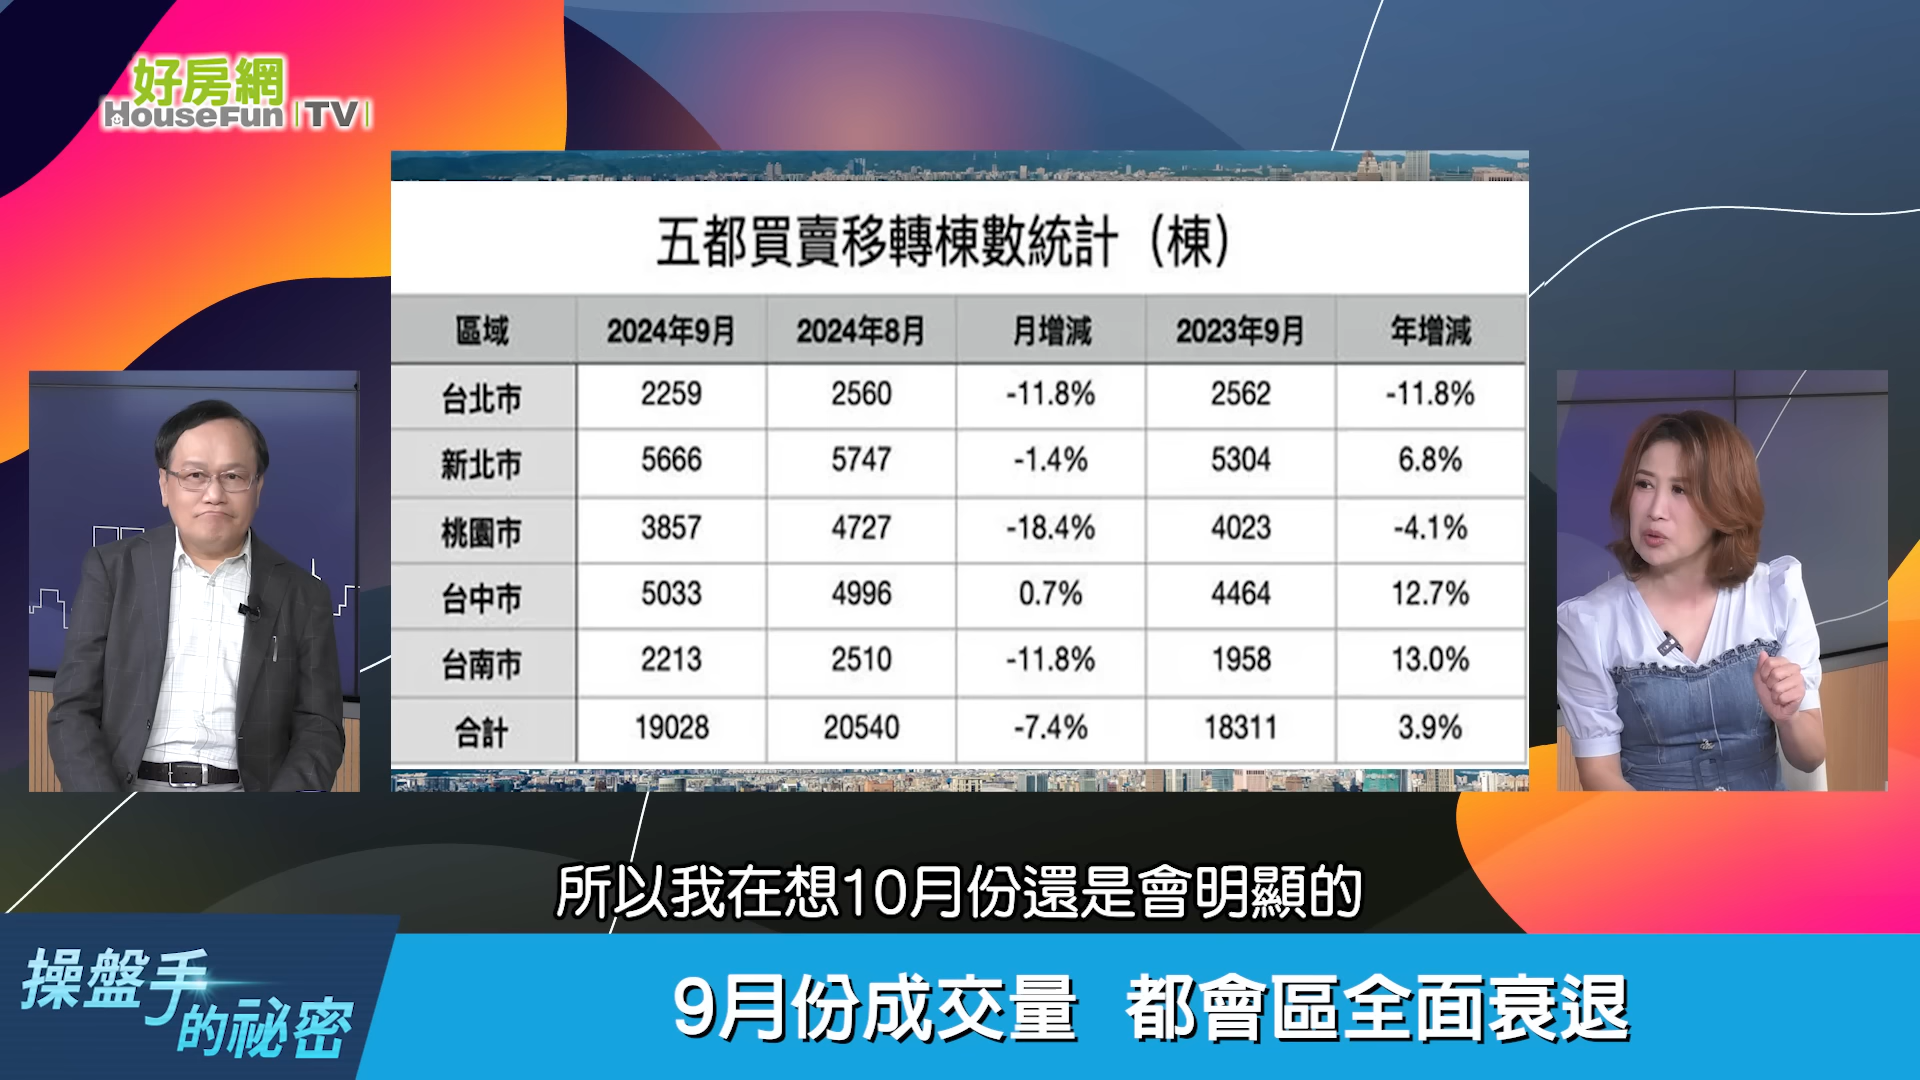 好房網
HouseFun TV
五都買賣移轉棟數統計（棟）
區域 2024年9月 2024年8月 月增減 2023年9月 年增減
台北市 2259 2560 -11.8% 2562 -11.8%
新北市 5666 5747 -1.4% 5304 6.8%
桃園市 3857 4727 -18.4% 4023 -4.1%
台中市 5033 4996 0.7% 4464 12.7%
台南市 2213 2510 -11.8% 1958 13.0%
合計 19028 20540 -7.4% 18311 3.9%
所以我在想10月份還是會明顯的
操盤手
的祕密
9月份成交量 都會區全面衰退